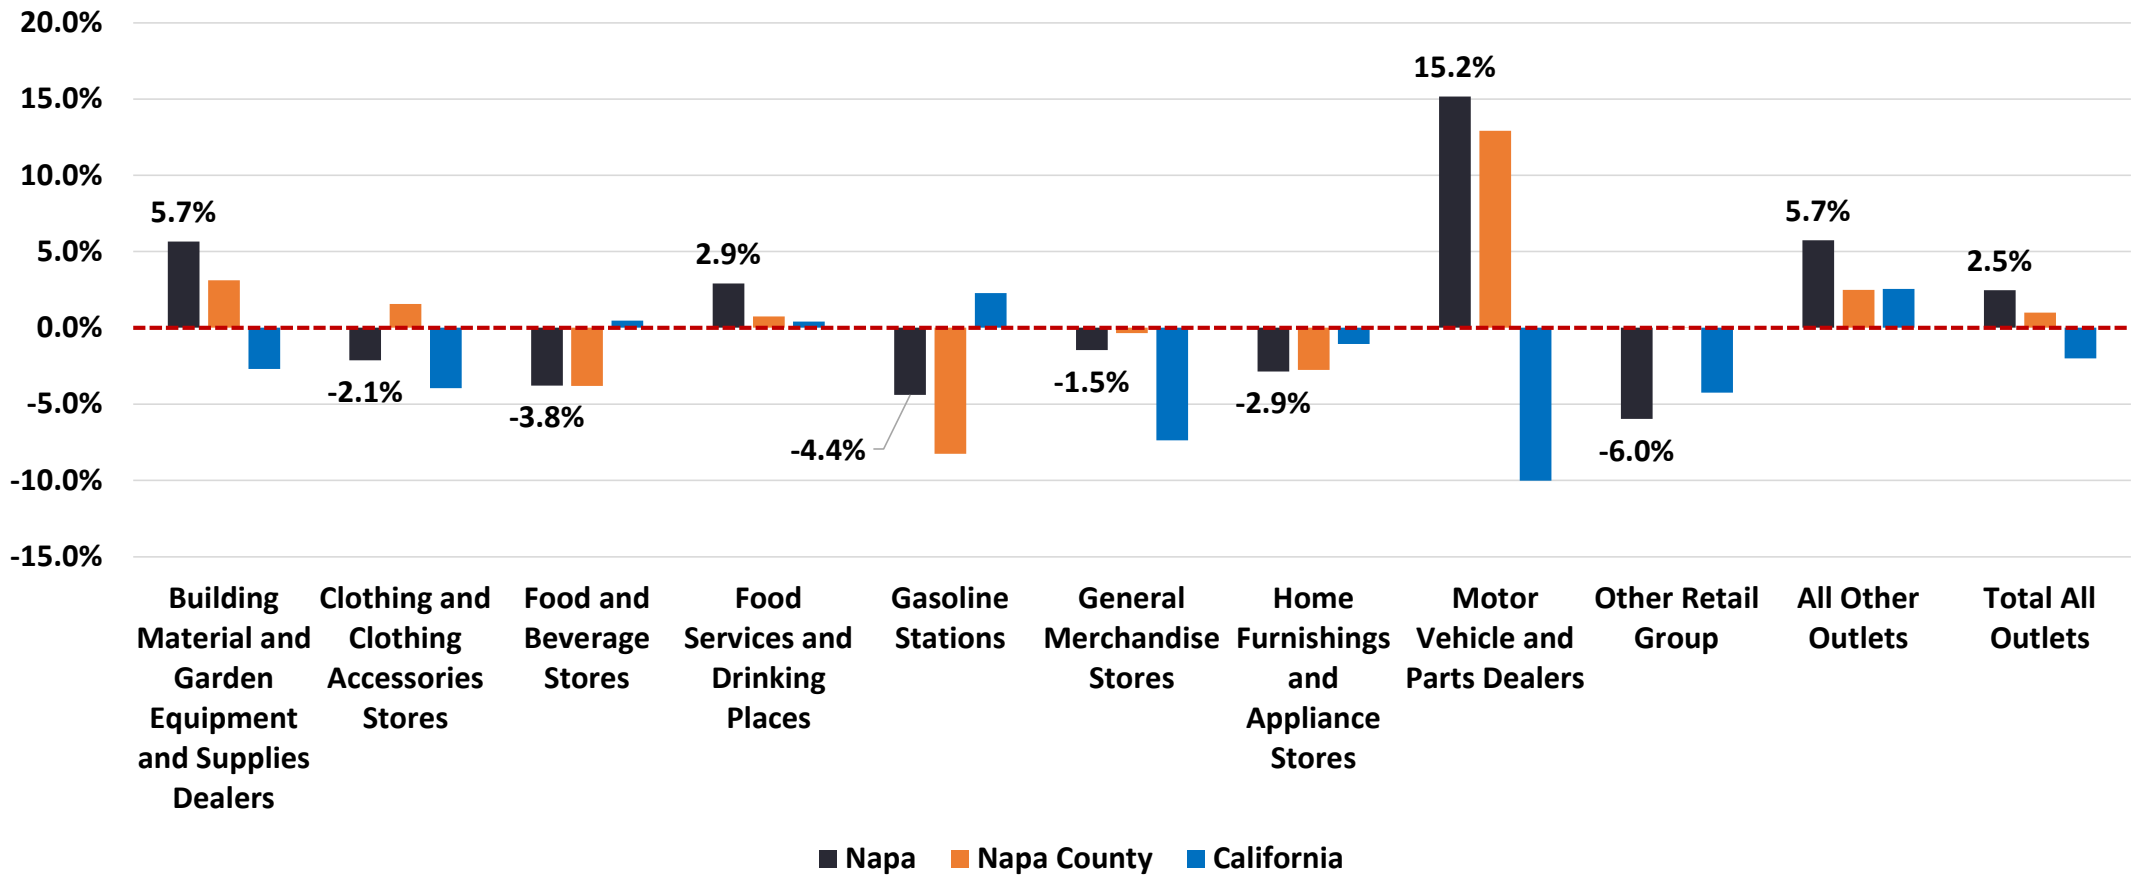 20.0%
15.0%
10.0%
5.0%
0.0%
-5.0%
-10.0%
-15.0%
5.7%
-2.1%
-3.8%
2.9%
-4.4%
-1.5%
-2.9%
15.2%
-6.0%
5.7%
2.5%
Building
Material and
Garden
Equipment
and Supplies
Dealers
Clothing and
Clothing
Accessories
Stores
Food and
Beverage
Stores
Food
Services and
Drinking
Places
Gasoline
Stations
General
Merchandise
Stores
Home
Furnishings
and
Appliance
Stores
Motor
Vehicle and
Parts Dealers
Other Retail
Group
All Other
Outlets
Total All
Outlets
Napa
Napa County
California